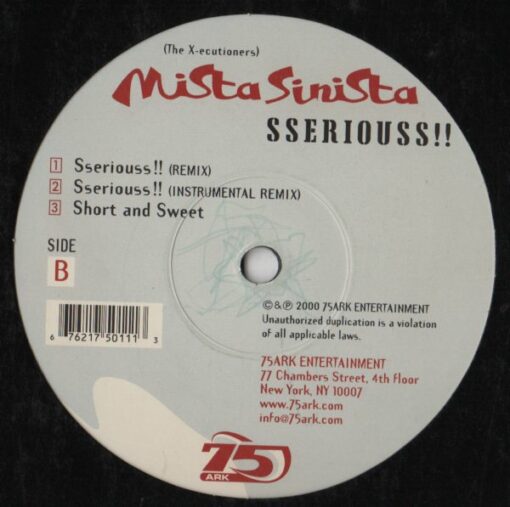 (The X-ecutioners)
Mista Sinista
SSERIOUSS!!
1 Sseriouss!! (REMIX)
2 Sseriouss!! (INSTRUMENTAL REMIX)
3 Short and Sweet
SIDE
B
6 76217 50111 3
©&℗ 2000 75ARK ENTERTAINMENT
Unauthorized duplication is a violation
of all applicable laws.
75ARK ENTERTAINMENT
77 Chambers Street, 4th Floor
New York, NY 10007
www.75ark.com
info@75ark.com
75
ARK